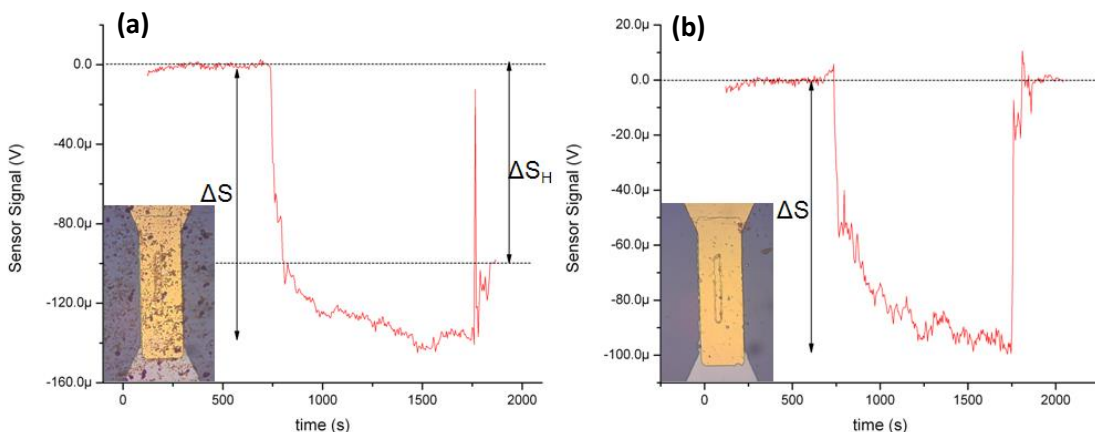 (a)
0.0
-40.0µ
-80.0µ
-120.0µ
-160.0µ
Sensor Signal (V)
ΔS
ΔS_H
0
500
1000
1500
2000
time (s)
(b)
20.0µ
0.0
-20.0µ
-40.0µ
-60.0µ
-80.0µ
-100.0µ
Sensor Signal (V)
ΔS
0
500
1000
1500
2000
time (s)